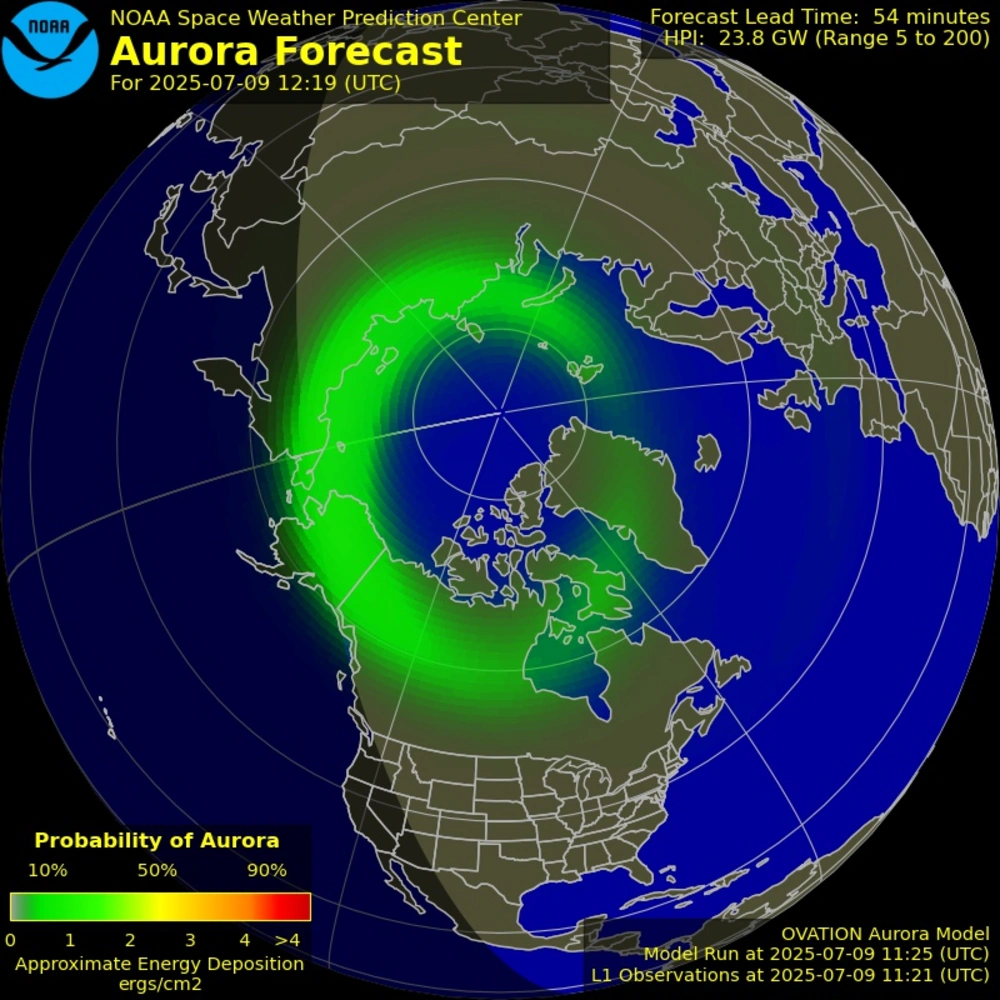 NOAA
NOAA Space Weather Prediction Center
Aurora Forecast
For 2025-07-09 12:19 (UTC)
Forecast Lead Time: 54 minutes
HPI: 23.8 GW (Range 5 to 200)
Probability of Aurora
10% 50% 90%
0 1 2 3 4 >4
Approximate Energy Deposition
ergs/cm2
OVATION Aurora Model
Model Run at 2025-07-09 11:25 (UTC)
L1 Observations at 2025-07-09 11:21 (UTC)